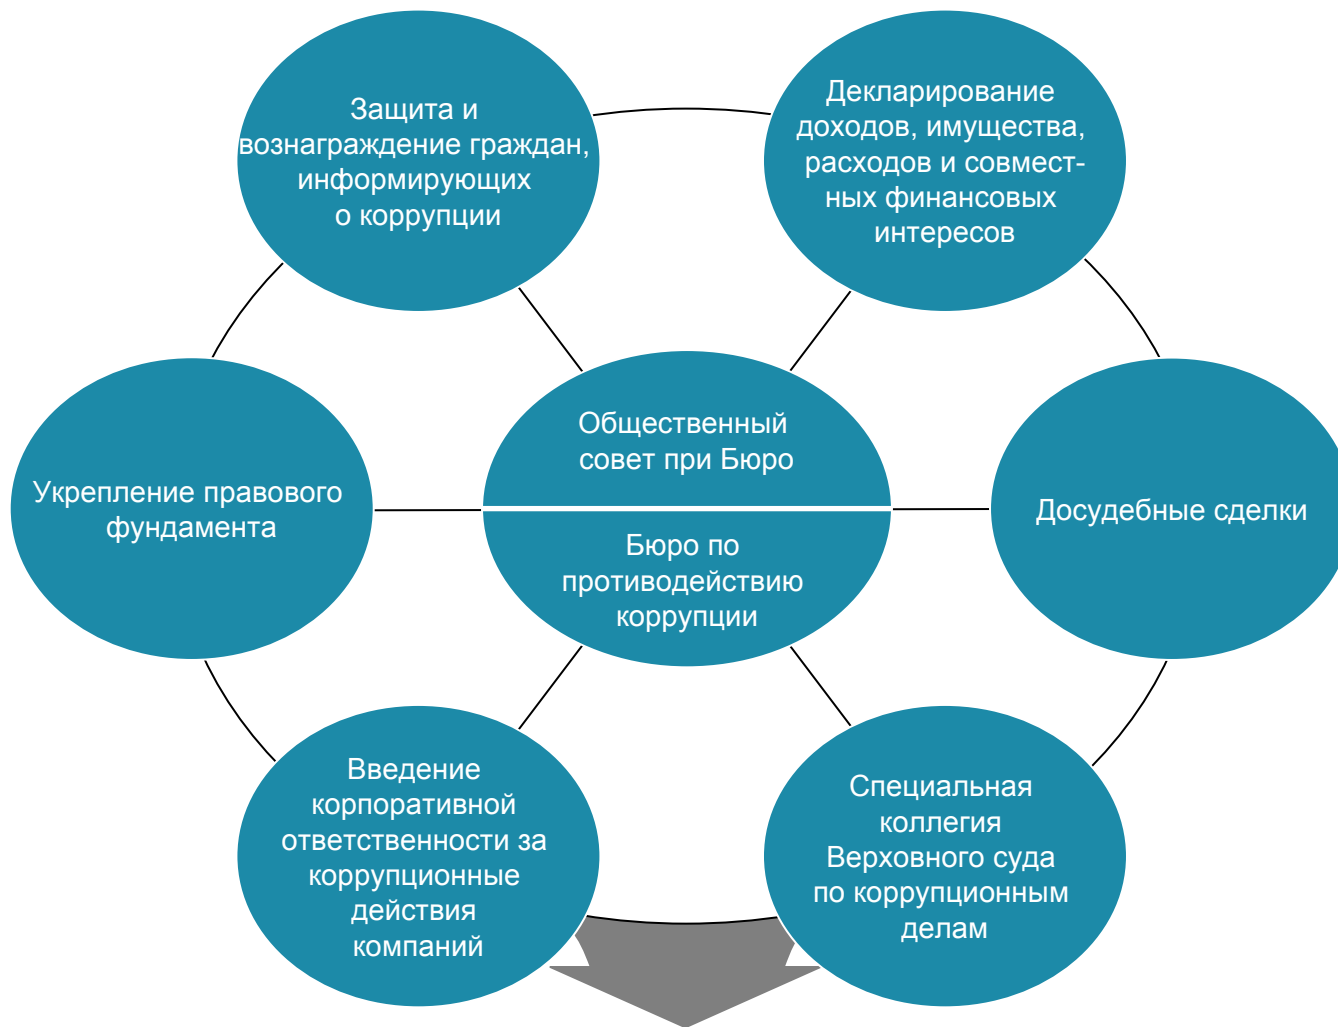 Защита и
вознаграждение граждан,
информирующих
о коррупции
Декларирование
доходов, имущества,
расходов и совмест-
ных финансовых
интересов
Укрепление правового
фундамента
Общественный
совет при Бюро
Бюро по
противодействию
коррупции
Досудебные сделки
Введение
корпоративной
ответственности за
коррупционные
действия
компаний
Специальная
коллегия
Верховного суда
по коррупционным
делам